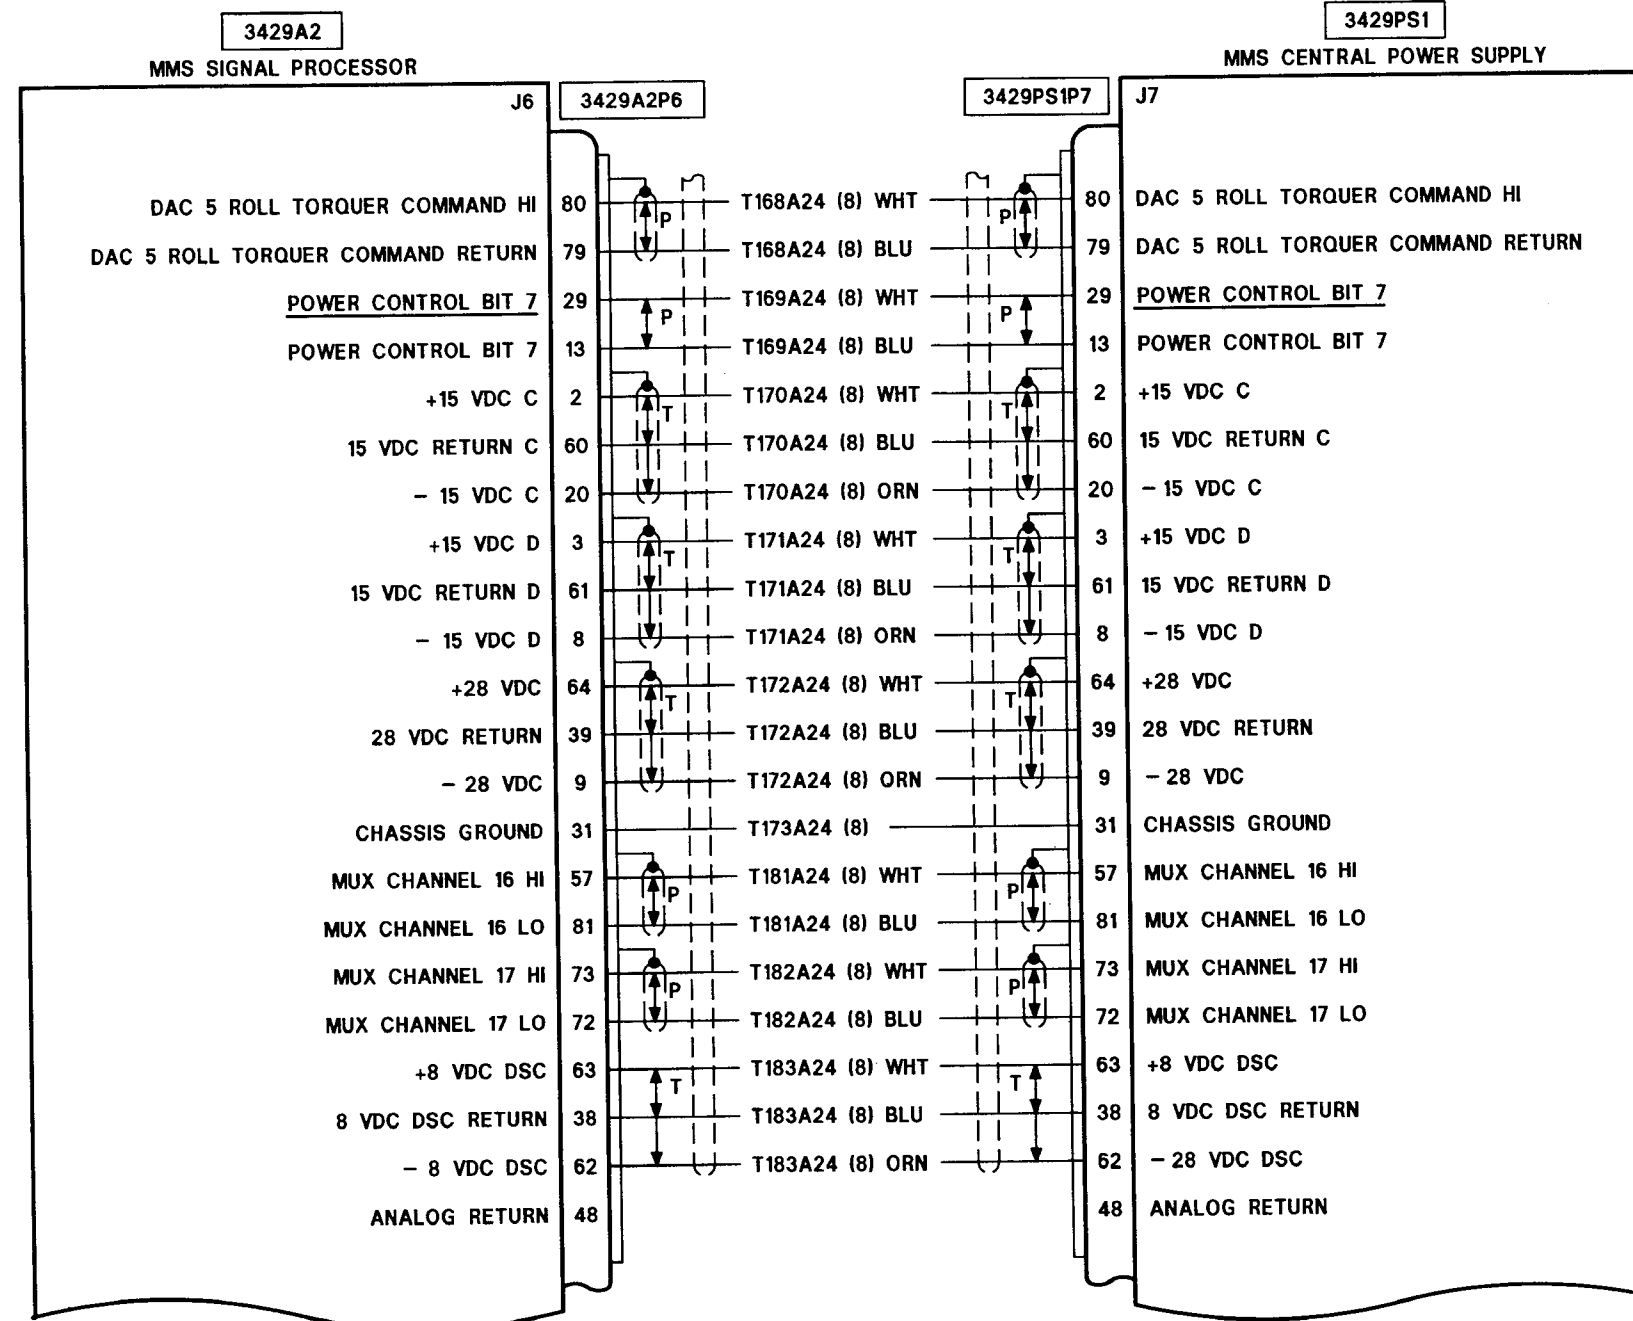 3429A2
3429PS1
MMS SIGNAL PROCESSOR
MMS CENTRAL POWER SUPPLY
J6 3429A2P6 3429PS1P7 J7
DAC 5 ROLL TORQUER COMMAND HI 80 P T168A24 (8) WHT P 80 DAC 5 ROLL TORQUER COMMAND HI
DAC 5 ROLL TORQUER COMMAND RETURN 79 T168A24 (8) BLU 79 DAC 5 ROLL TORQUER COMMAND RETURN
POWER CONTROL BIT 7 29 P T169A24 (8) WHT P 29 POWER CONTROL BIT 7
POWER CONTROL BIT 7 13 T169A24 (8) BLU 13 POWER CONTROL BIT 7
+15 VDC C 2 T T170A24 (8) WHT T 2 +15 VDC C
15 VDC RETURN C 60 T170A24 (8) BLU 60 15 VDC RETURN C
- 15 VDC C 20 T170A24 (8) ORN 20 - 15 VDC C
+15 VDC D 3 T T171A24 (8) WHT T 3 +15 VDC D
15 VDC RETURN D 61 T171A24 (8) BLU 61 15 VDC RETURN D
- 15 VDC D 8 T171A24 (8) ORN 8 - 15 VDC D
+28 VDC 64 T T172A24 (8) WHT T 64 +28 VDC
28 VDC RETURN 39 T172A24 (8) BLU 39 28 VDC RETURN
- 28 VDC 9 T172A24 (8) ORN 9 - 28 VDC
CHASSIS GROUND 31 T173A24 (8) 31 CHASSIS GROUND
MUX CHANNEL 16 HI 57 P T181A24 (8) WHT P 57 MUX CHANNEL 16 HI
MUX CHANNEL 16 LO 81 T181A24 (8) BLU 81 MUX CHANNEL 16 LO
MUX CHANNEL 17 HI 73 P T182A24 (8) WHT P 73 MUX CHANNEL 17 HI
MUX CHANNEL 17 LO 72 T182A24 (8) BLU 72 MUX CHANNEL 17 LO
+8 VDC DSC 63 T T183A24 (8) WHT T 63 +8 VDC DSC
8 VDC DSC RETURN 38 T183A24 (8) BLU 38 8 VDC DSC RETURN
- 8 VDC DSC 62 T183A24 (8) ORN 62 - 28 VDC DSC
ANALOG RETURN 48 48 ANALOG RETURN